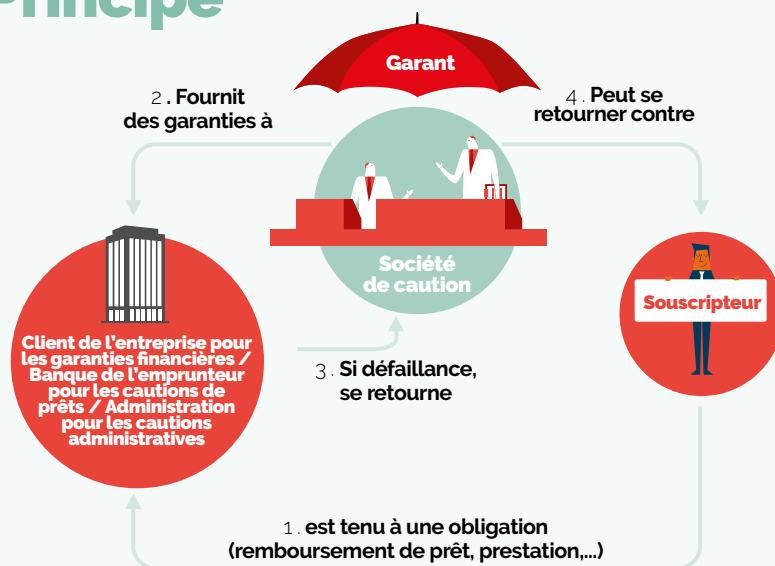 Principe
Garant
2. Fournit
des garanties à
4. Peut se
retourner contre
Société
de caution
Souscripteur
Client de l'entreprise pour
les garanties financières /
Banque de l'emprunteur
pour les cautions de
prêts / Administration
pour les cautions
administratives
3. Si défaillance,
se retourne
1. est tenu à une obligation
(remboursement de prêt, prestation,...)